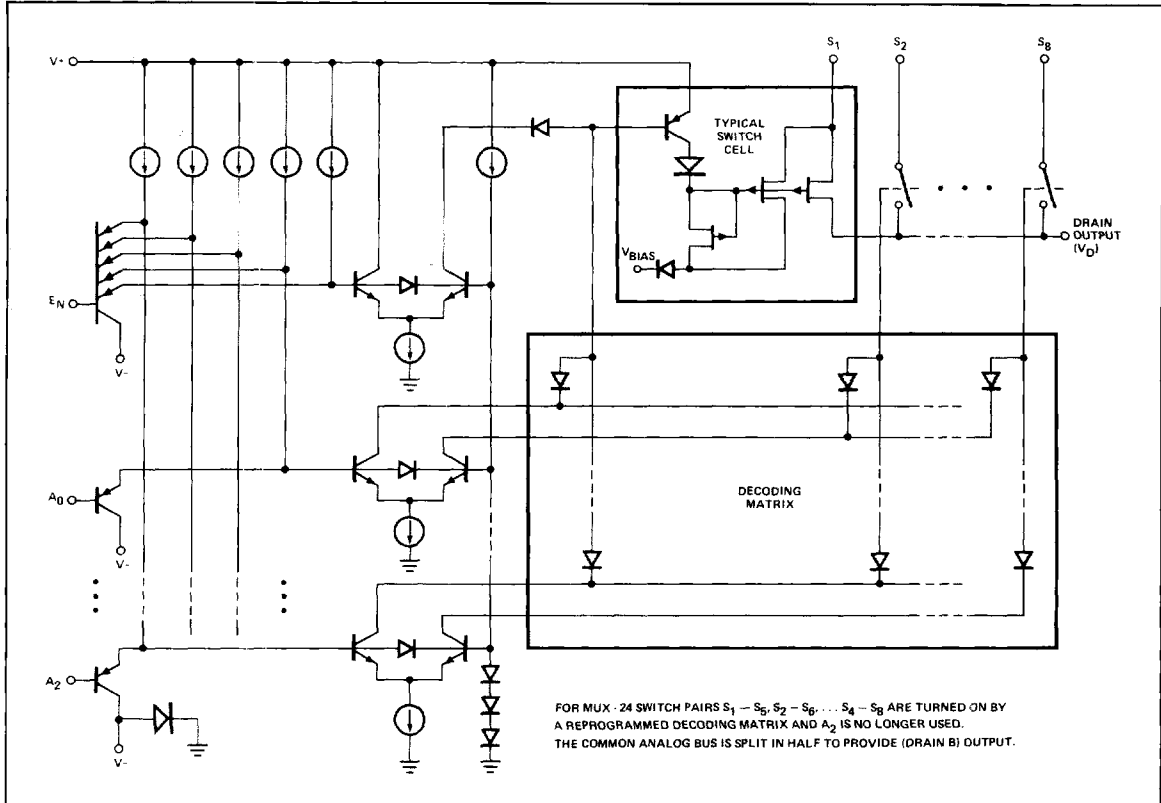 V+
S1
S2
S8
TYPICAL
SWITCH
CELL
DRAIN
OUTPUT
(VD)
VBIAS
EN
V-
A0
V-
DECODING
MATRIX
A2
V-
FOR MUX-24 SWITCH PAIRS S1 – S5, S2 – S6, . . . S4 – S8 ARE TURNED ON BY
A REPROGRAMMED DECODING MATRIX AND A2 IS NO LONGER USED.
THE COMMON ANALOG BUS IS SPLIT IN HALF TO PROVIDE (DRAIN B) OUTPUT.